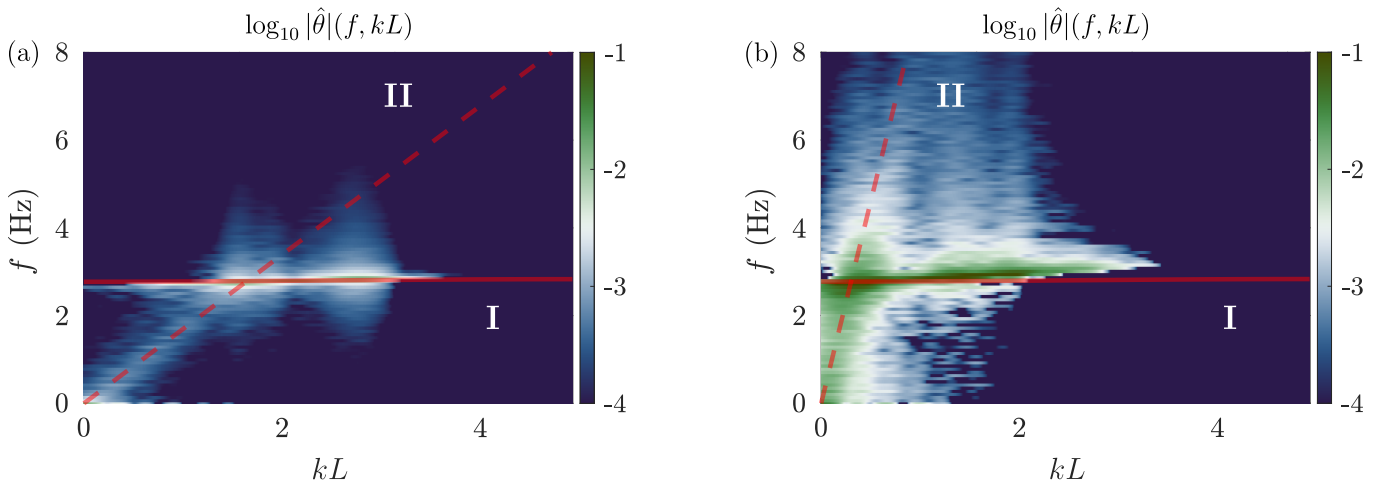 (a) log₁₀ |θ̂|(f, kL)
8
6
4
2
0
f (Hz)
II
I
0 2 4
kL
-1
-2
-3
-4
(b) log₁₀ |θ̂|(f, kL)
8
6
4
2
0
f (Hz)
II
I
0 2 4
kL
-1
-2
-3
-4